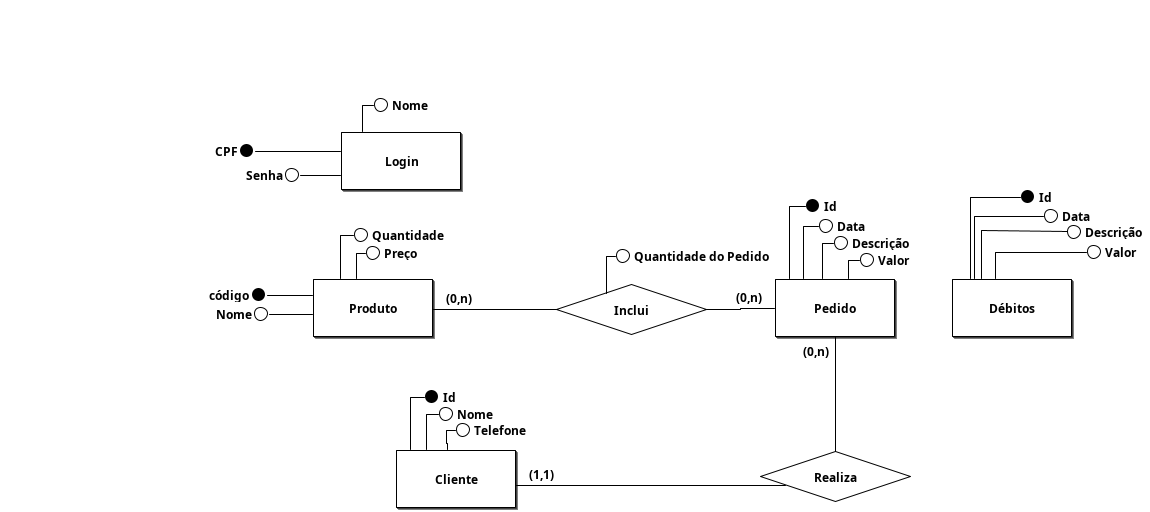 Nome
CPF
Login
Senha
Id
Data
Descrição
Valor
Id
Data
Descrição
Valor
Quantidade
Preço
Quantidade do Pedido
código
Nome
Produto
(0,n)
Inclui
(0,n)
Pedido
Débitos
(0,n)
Id
Nome
Telefone
Cliente
(1,1)
Realiza